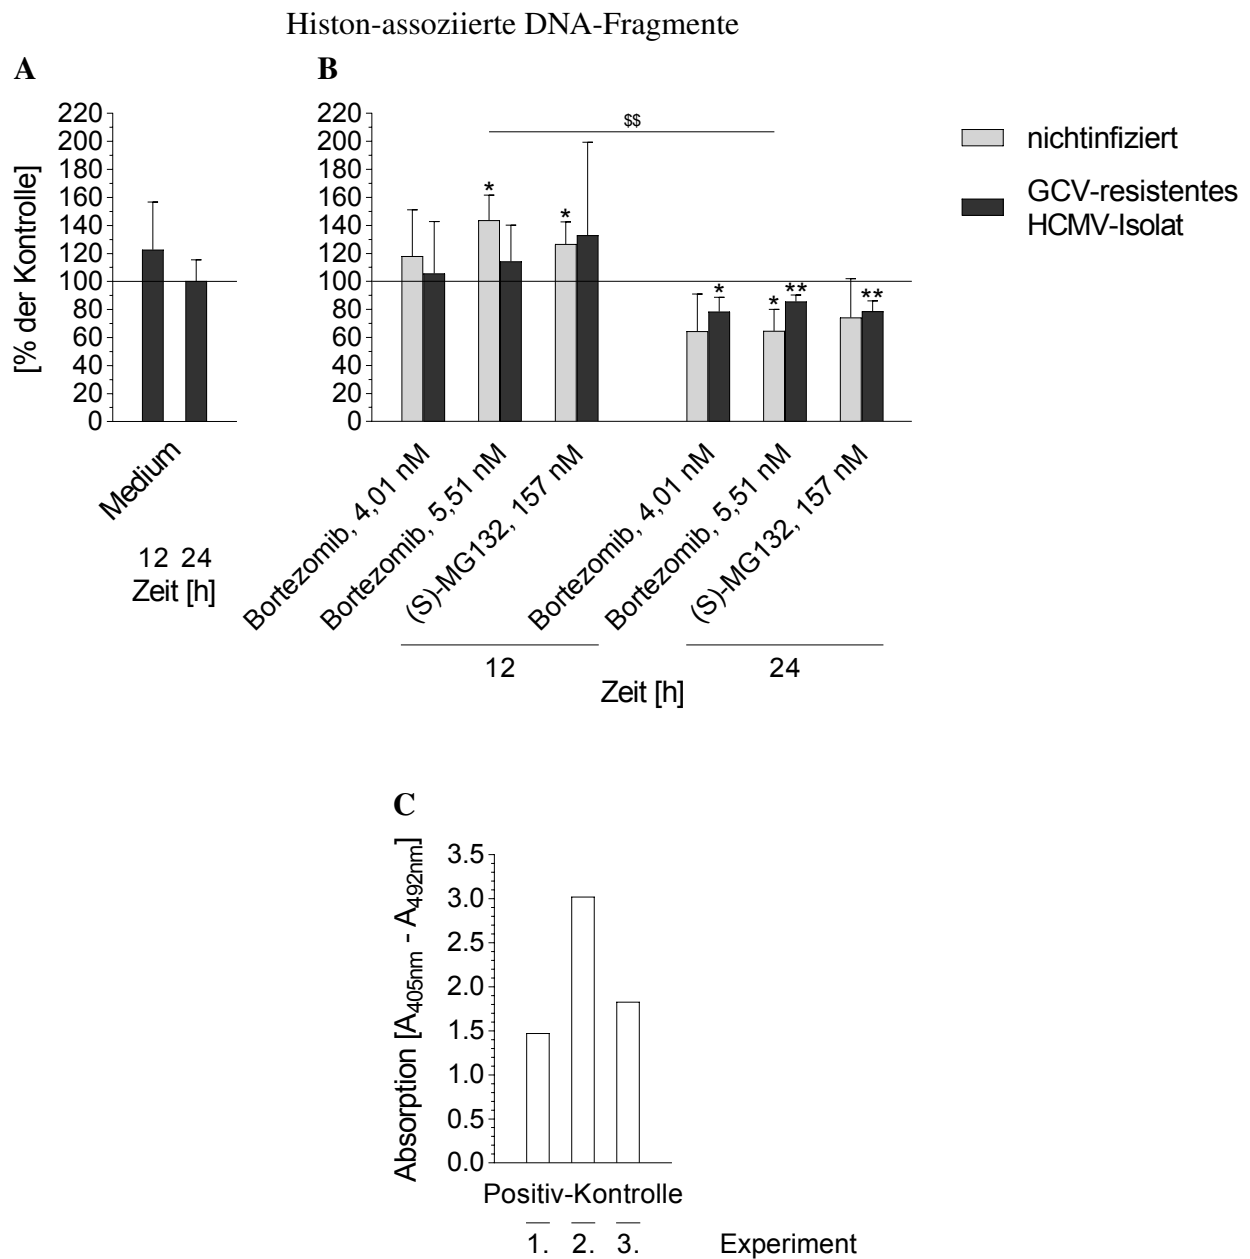 Histon-assoziierte DNA-Fragmente
A
B
[% der Kontrolle]
220
200
180
160
140
120
100
80
60
40
20
0
Medium
12 24
Zeit [h]
220
200
180
160
140
120
100
80
60
40
20
0
$$
*
*
*
*
**
**
Bortezomib, 4,01 nM
Bortezomib, 5,51 nM
(S)-MG132, 157 nM
Bortezomib, 4,01 nM
Bortezomib, 5,51 nM
(S)-MG132, 157 nM
12
24
Zeit [h]
nichtinfiziert
GCV-resistentes
HCMV-Isolat
C
Absorption [A405nm - A492nm]
3.5
3.0
2.5
2.0
1.5
1.0
0.5
0.0
Positiv-Kontrolle
1. 2. 3. Experiment